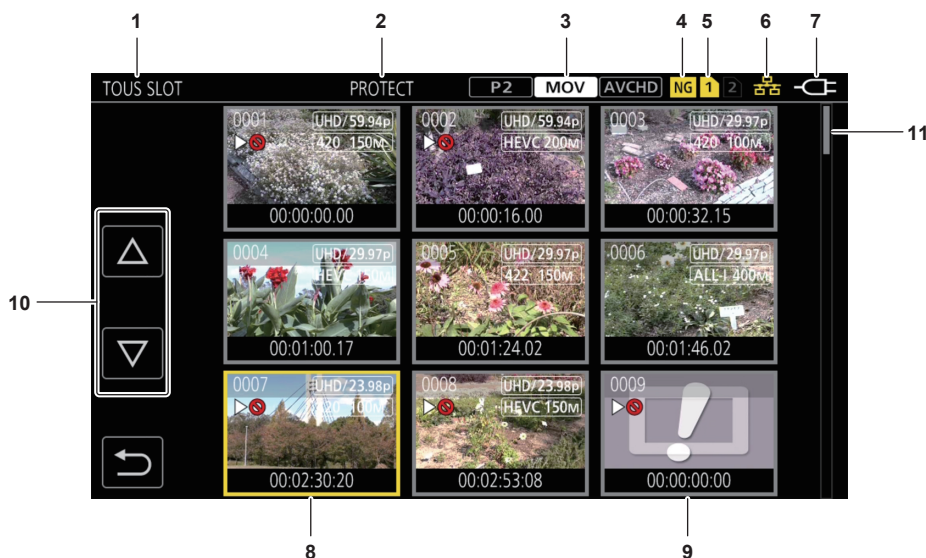 1 2 3 4 5 6 7
TOUS SLOT PROTECT P2 MOV AVCHD NG 1 2
0001 UHD/59.94p 0002 UHD/59.94p 0003 UHD/29.97p
420 150M HEVC 200M 420 100M
00:00:00.00 00:00:16.00 00:00:32.15
11
0004 UHD/29.97p 0005 UHD/29.97p 0006 UHD/29.97p
HEVC 150M 422 150M ALL-I 400M
10
00:01:00.17 00:01:24.02 00:01:46.02
0007 UHD/23.98p 0008 UHD/23.98p 0009
420 100M HEVC 150M
00:02:30:20 00:02:53:08 00:00:00:00
8 9